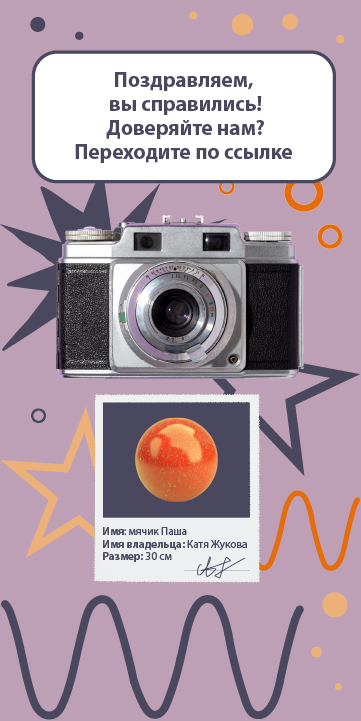 Поздравляем,
вы справились!
Доверяйте нам?
Переходите по ссылке
Имя: мячик Паша
Имя владельца: Катя Жукова
Размер: 30 см